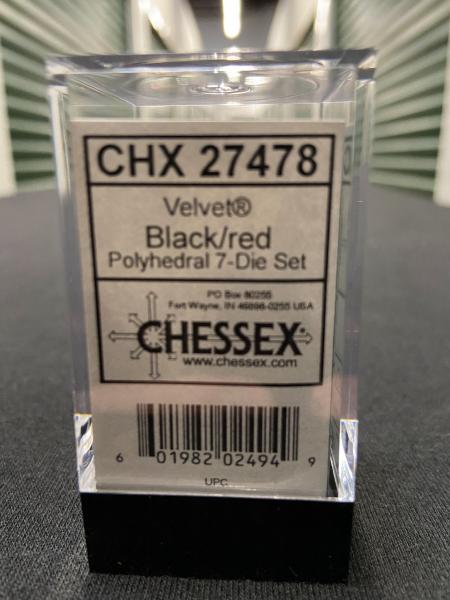 CHX 27478
Velvet®
Black/red
Polyhedral 7-Die Set
PO Box 80255
Fort Wayne, IN 46898-0255 USA
CHESSEX®
www.chessex.com
6 01982 02494 9
UPC